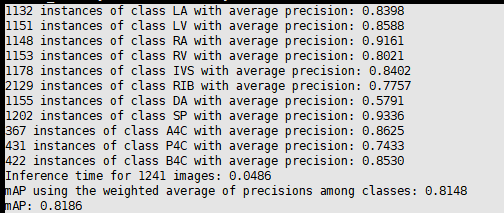 1132 instances of class LA with average precision: 0.8398
1151 instances of class LV with average precision: 0.8588
1148 instances of class RA with average precision: 0.9161
1153 instances of class RV with average precision: 0.8021
1178 instances of class IVS with average precision: 0.8402
2129 instances of class RIB with average precision: 0.7757
1155 instances of class DA with average precision: 0.5791
1202 instances of class SP with average precision: 0.9336
367 instances of class A4C with average precision: 0.8625
431 instances of class P4C with average precision: 0.7433
422 instances of class B4C with average precision: 0.8530
Inference time for 1241 images: 0.0486
mAP using the weighted average of precisions among classes: 0.8148
mAP: 0.8186